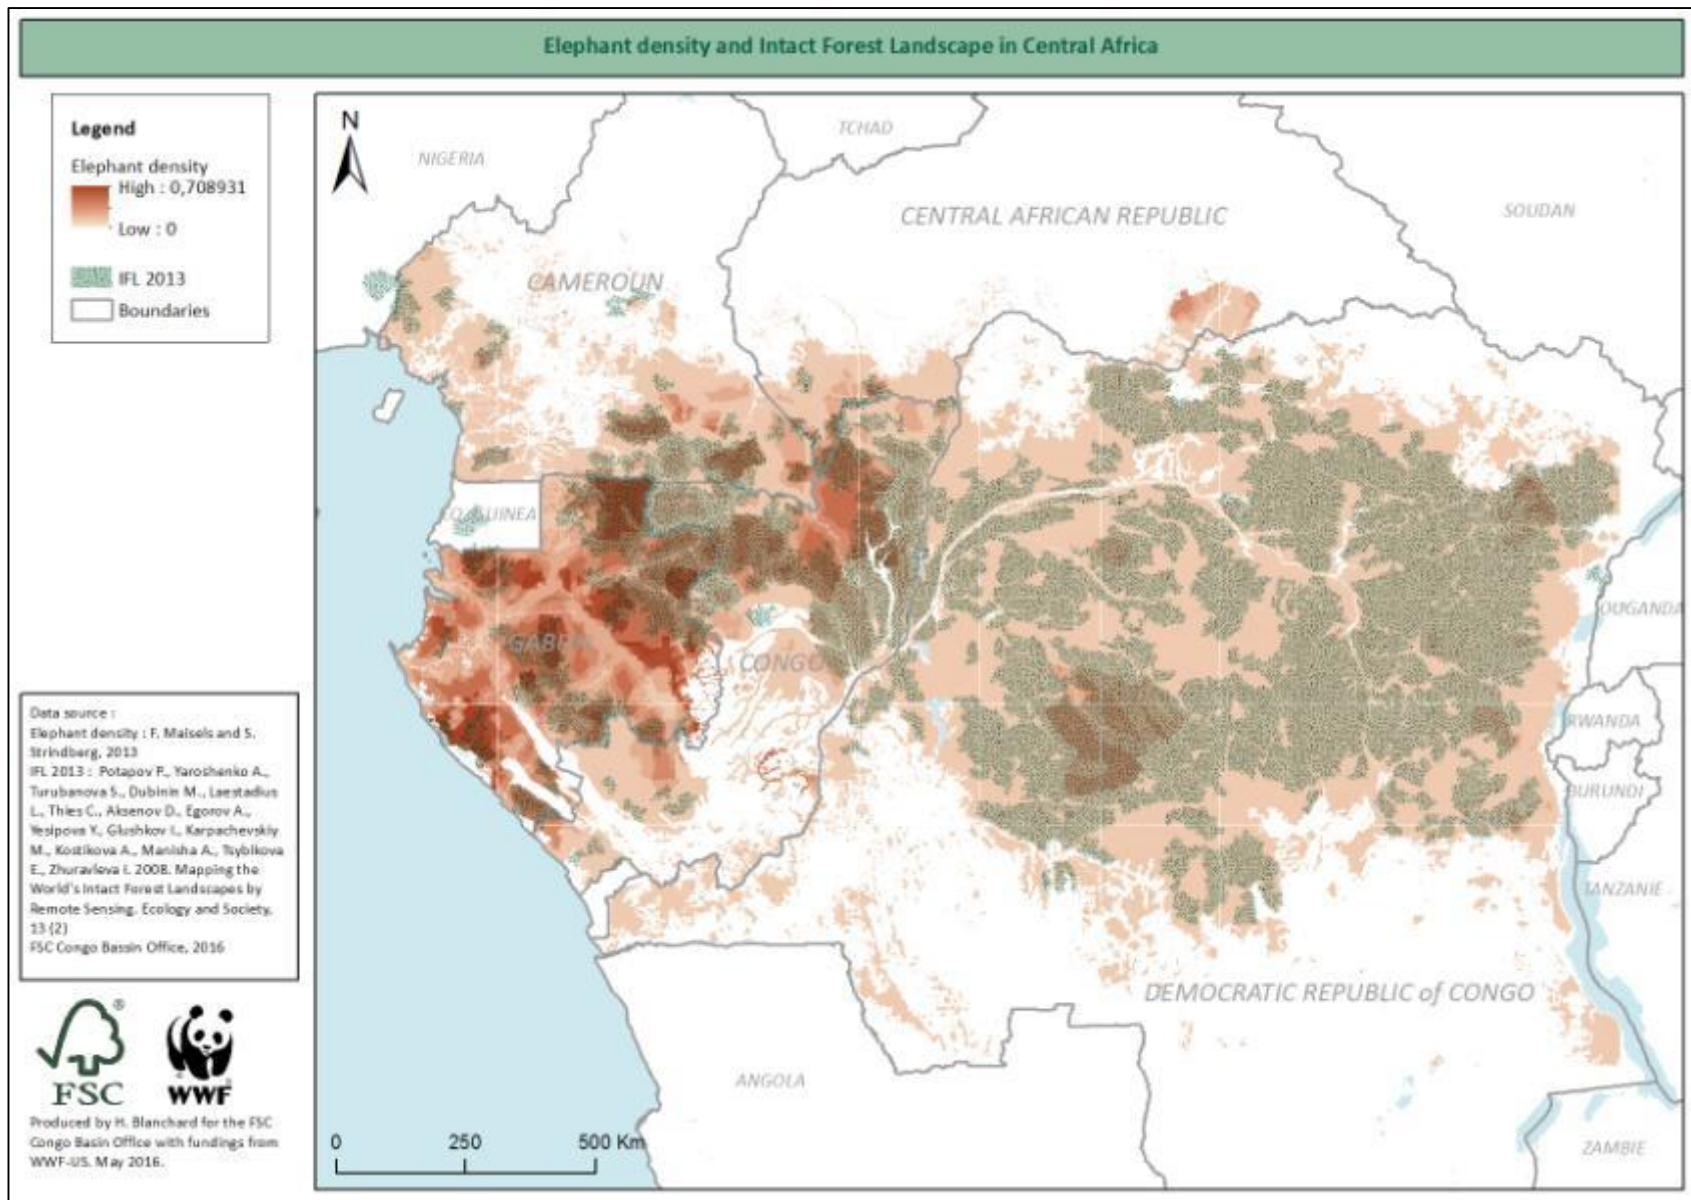 Elephant density and Intact Forest Landscape in Central Africa
Legend
Elephant density
High : 0,708931
Low : 0
IFL 2013
Boundaries
N
NIGERIA
TCHAD
CENTRAL AFRICAN REPUBLIC
SOUDAN
CAMEROUN
GUINEA
OUGANDA
GABON
CONGO
RWANDA
BURUNDI
TANZANIE
DEMOCRATIC REPUBLIC of CONGO
ANGOLA
ZAMBIE
Data source :
Elephant density : F. Maisels and S.
Strindberg, 2013
IFL 2013 : Potapov P., Yaroshenko A.,
Turubanova S., Dubinin M., Laestadius
L., Thies C., Aksenov D., Egorov A.,
Yesipova Y., Glushkov I., Karpachevskiy
M., Kostikova A., Manisha A., Tsybikova
E., Zhuravleva I. 2008. Mapping the
World's Intact Forest Landscapes by
Remote Sensing. Ecology and Society,
13 (2)
FSC Congo Bassin Office, 2016
®
FSC
WWF
®
Produced by H. Blanchard for the FSC
Congo Basin Office with fundings from
WWF-US. May 2016.
0 250 500 Km